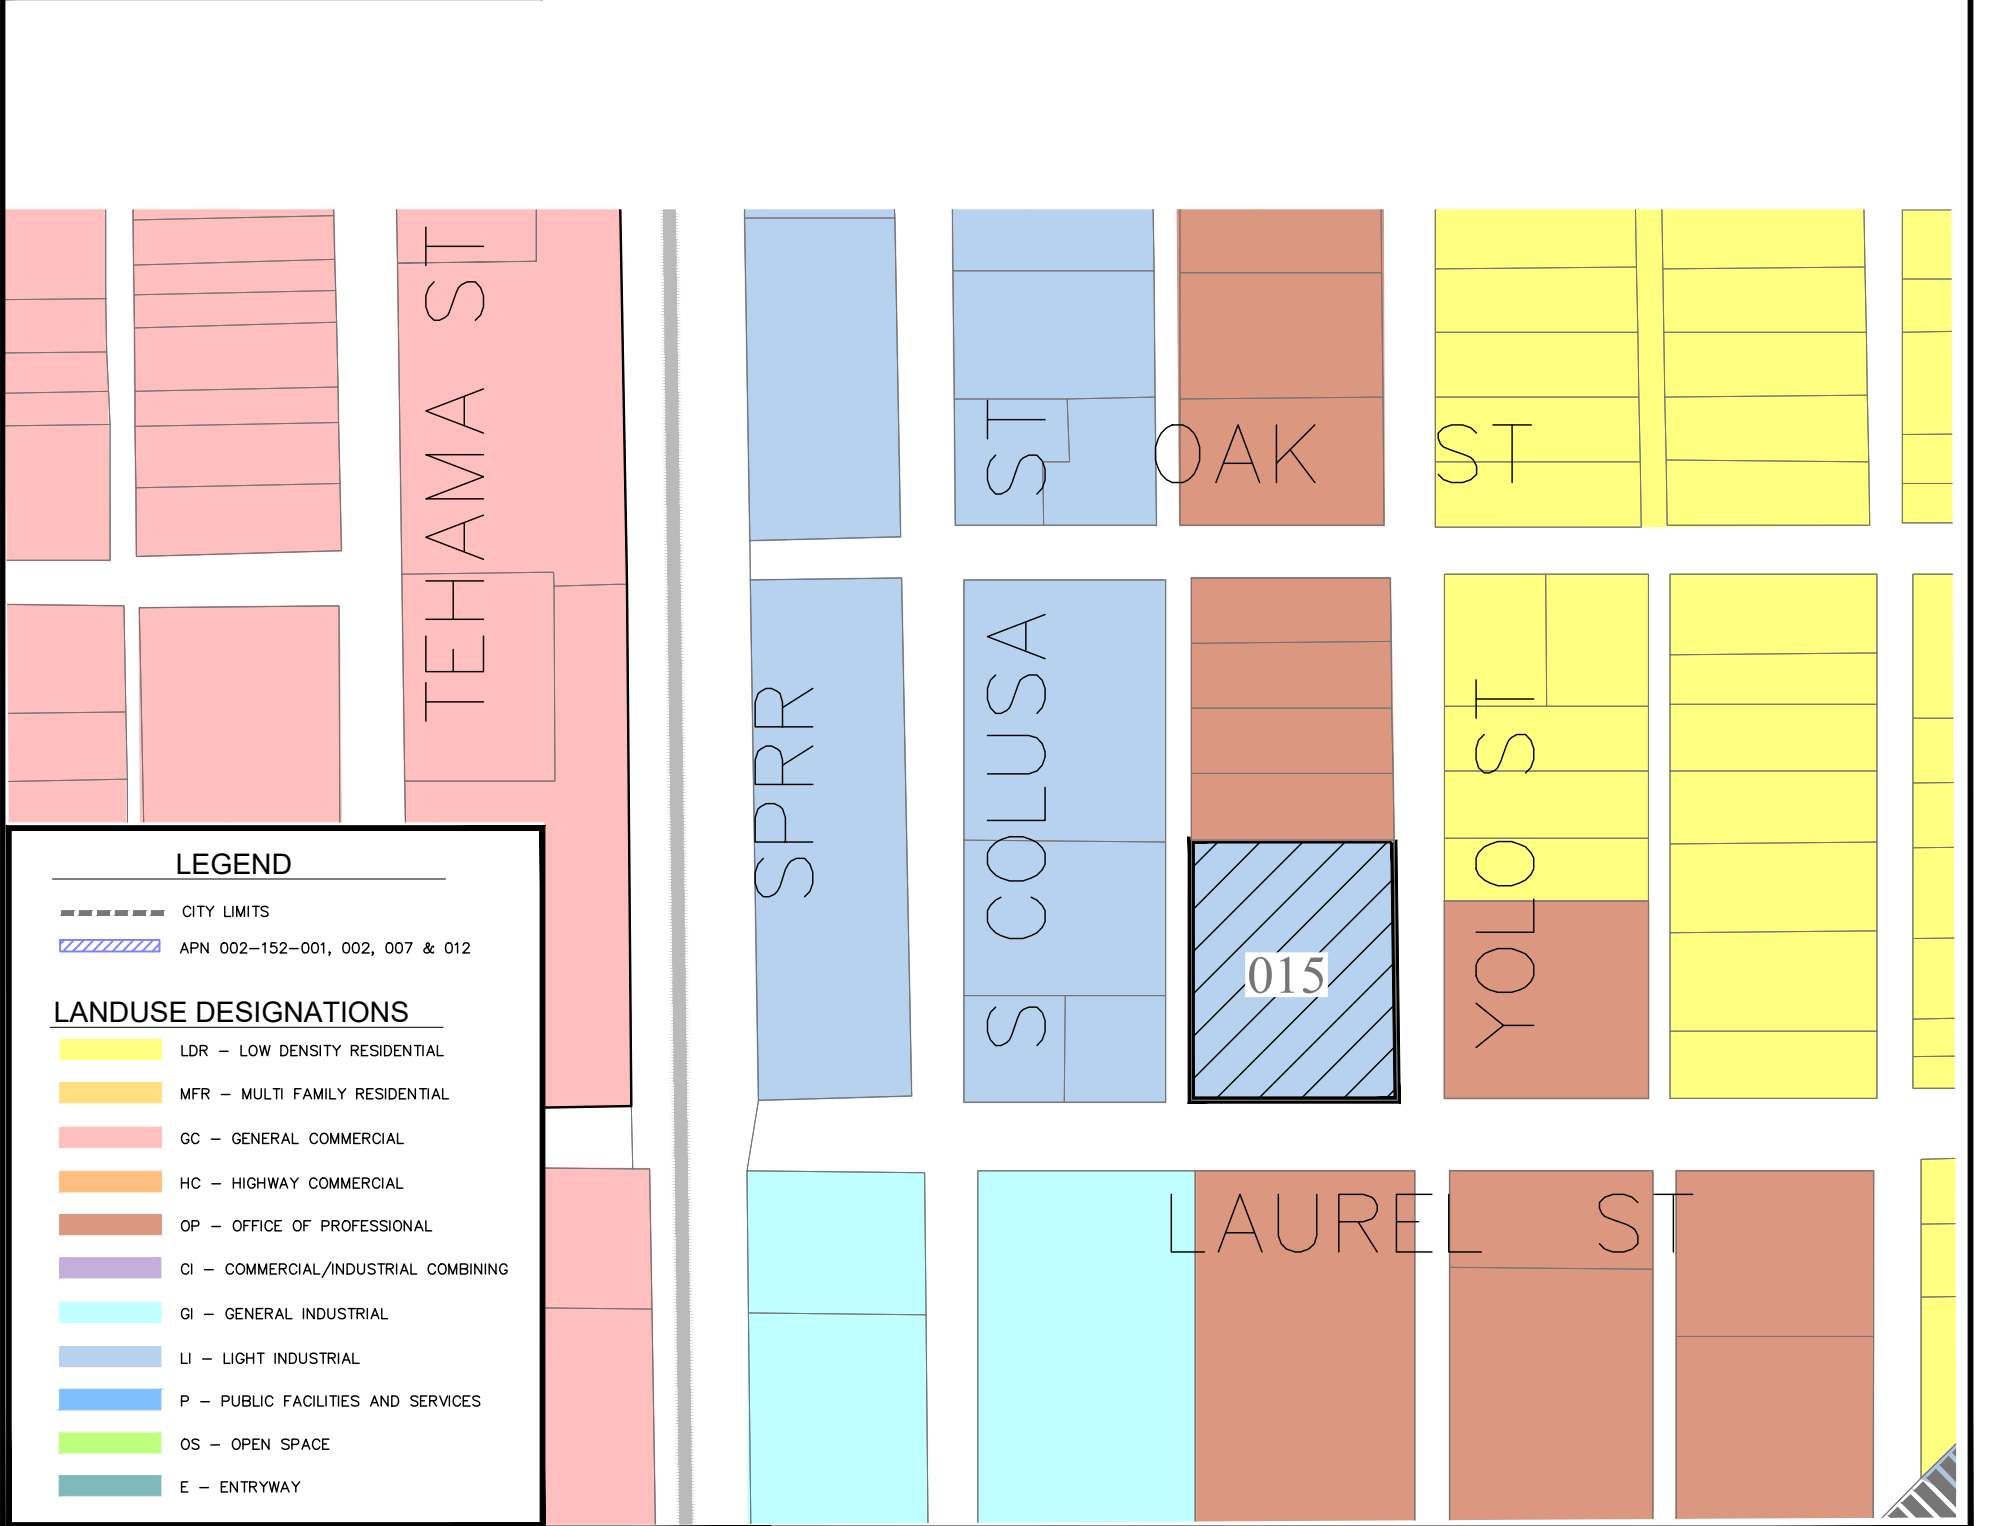 TEHAMA ST
SPRR
S COLUSA ST
OAK ST
YOLO ST
015
LAUREL ST
LEGEND
CITY LIMITS
APN 002-152-001, 002, 007 & 012
LANDUSE DESIGNATIONS
LDR - LOW DENSITY RESIDENTIAL
MFR - MULTI FAMILY RESIDENTIAL
GC - GENERAL COMMERCIAL
HC - HIGHWAY COMMERCIAL
OP - OFFICE OF PROFESSIONAL
CI - COMMERCIAL/INDUSTRIAL COMBINING
GI - GENERAL INDUSTRIAL
LI - LIGHT INDUSTRIAL
P - PUBLIC FACILITIES AND SERVICES
OS - OPEN SPACE
E - ENTRYWAY